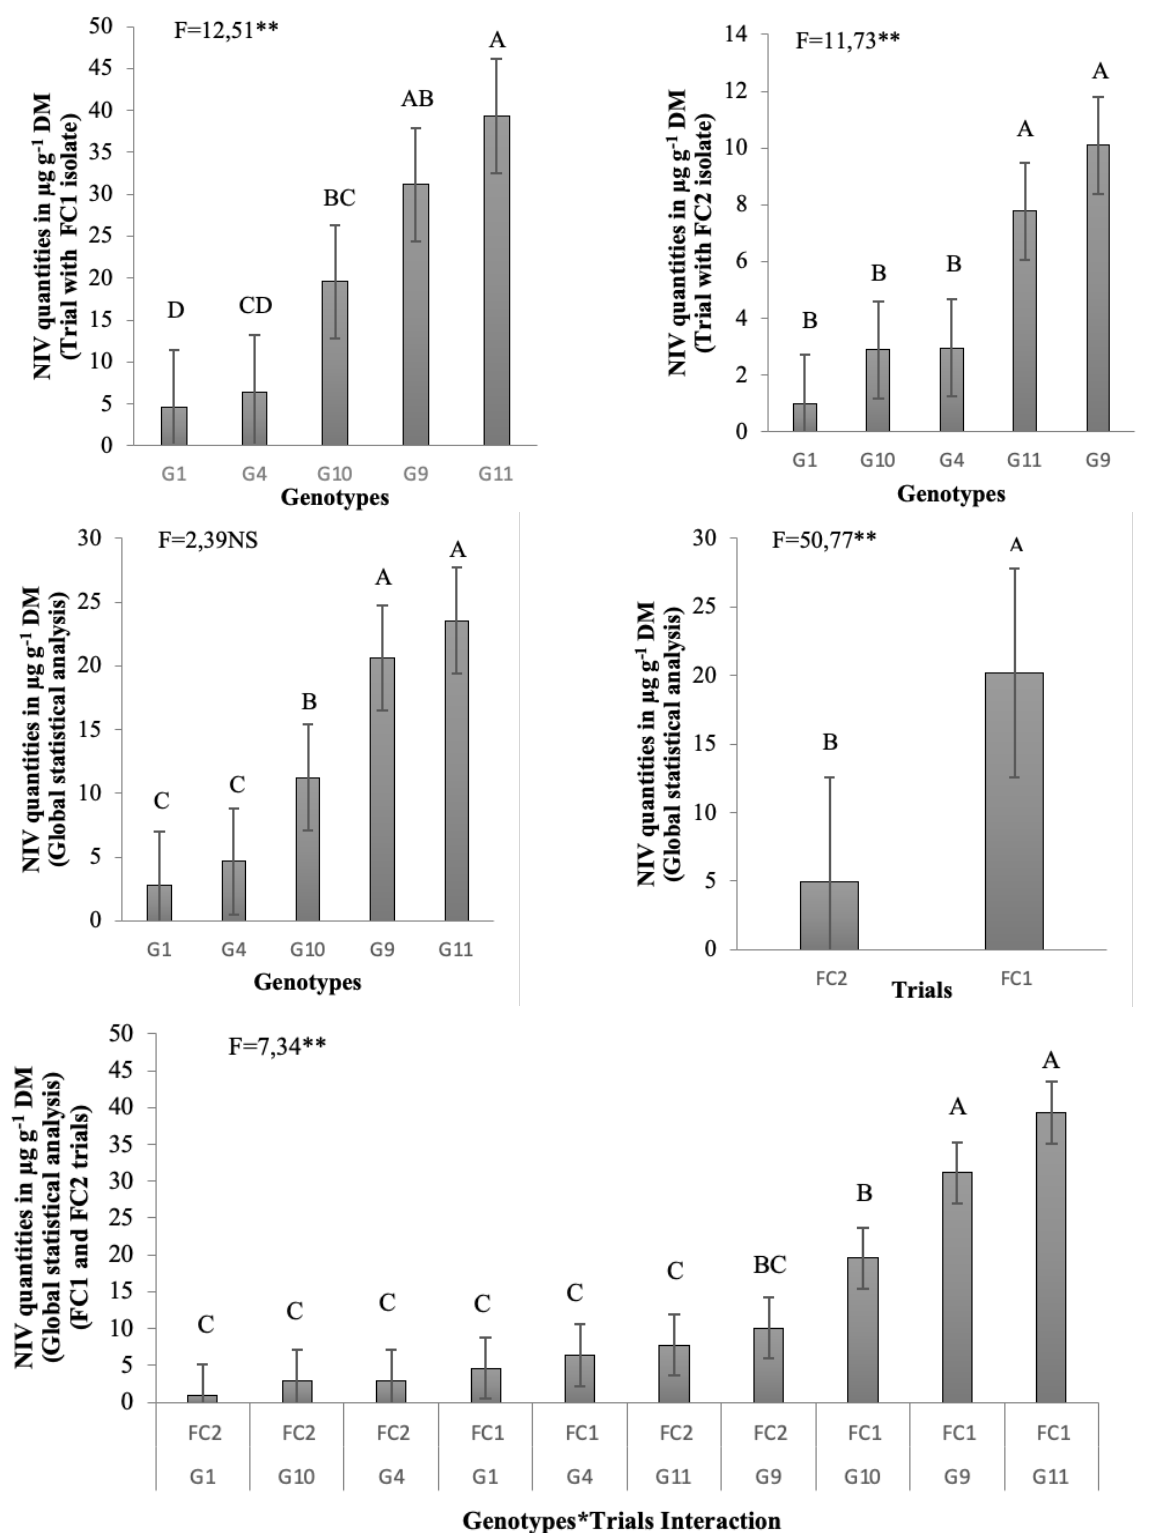 F=12,51**
NIV quantities in µg g⁻¹ DM
(Trial with FC1 isolate)
50
45
40
35
30
25
20
15
10
5
0
D
CD
BC
AB
A
G1 G4 G10 G9 G11
Genotypes
F=11,73**
NIV quantities in µg g⁻¹ DM
(Trial with FC2 isolate)
14
12
10
8
6
4
2
0
B
B
B
A
A
G1 G10 G4 G11 G9
Genotypes
F=2,39NS
NIV quantities in µg g⁻¹ DM
(Global statistical analysis)
30
25
20
15
10
5
0
C
C
B
A
A
G1 G4 G10 G9 G11
Genotypes
F=50,77**
NIV quantities in µg g⁻¹ DM
(Global statistical analysis)
30
25
20
15
10
5
0
B
A
FC2 FC1
Trials
F=7,34**
NIV quantities in µg g⁻¹ DM
(Global statistical analysis)
(FC1 and FC2 trials)
50
45
40
35
30
25
20
15
10
5
0
C
C
C
C
C
C
BC
B
A
A
FC2 FC2 FC2 FC1 FC1 FC2 FC2 FC1 FC1 FC1
G1 G10 G4 G1 G4 G11 G9 G10 G9 G11
Genotypes*Trials Interaction